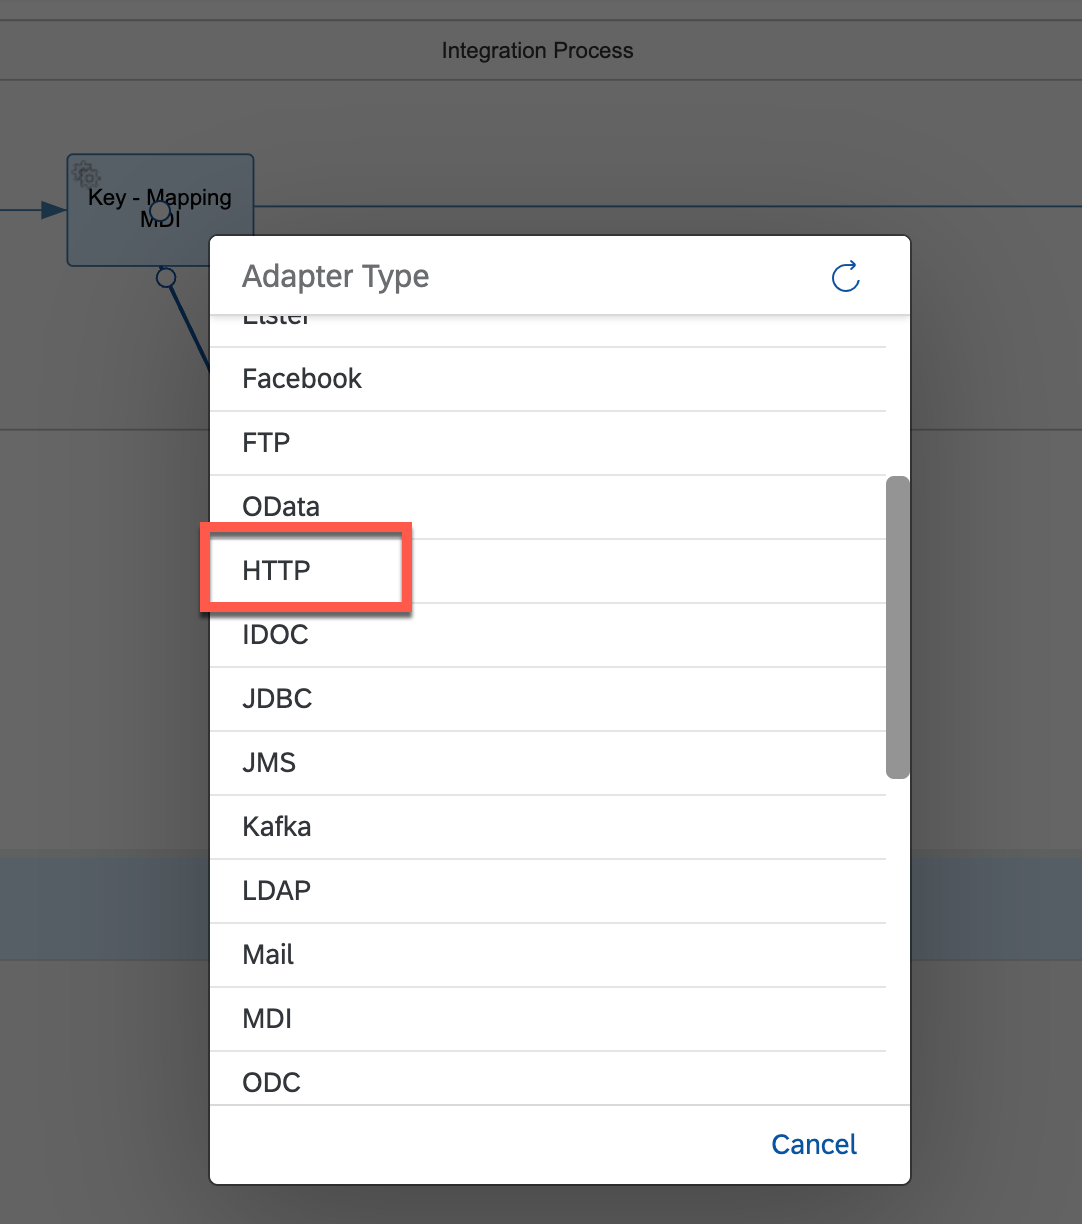 Integration Process
Key - Mapping
MDI
Adapter Type
Elster
Facebook
FTP
OData
HTTP
IDOC
JDBC
JMS
Kafka
LDAP
Mail
MDI
ODC
Cancel